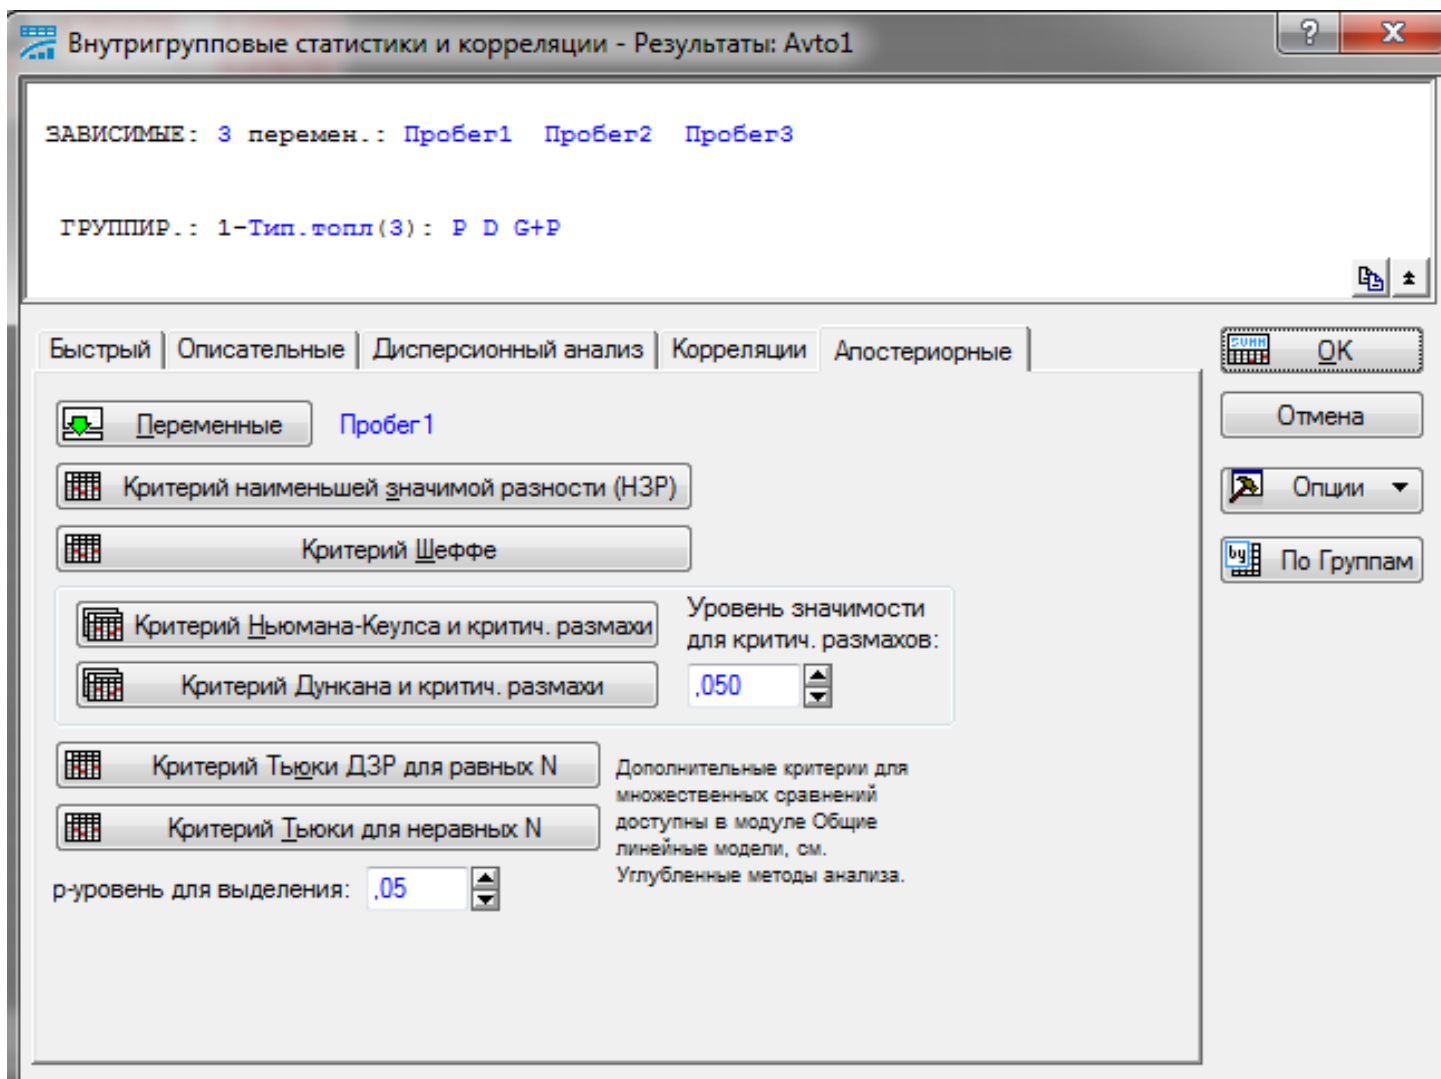 Внутригрупповые статистики и корреляции - Результаты: Avto1
?
x
ЗАВИСИМЫЕ: 3 перемен.: Пробег1 Пробег2 Пробег3
ГРУППИР.: 1-Тип.топл(3): P D G+P
Быстрый
Описательные
Дисперсионный анализ
Корреляции
Апостериорные
SUMM
OK
Переменные
Пробег1
Отмена
Критерий наименьшей значимой разности (НЗР)
Опции
Критерий Шеффе
by
По Группам
Критерий Ньюмана-Кеулса и критич. размахи
Уровень значимости
для критич. размахов:
Критерий Дункана и критич. размахи
,050
Критерий Тьюки ДЗР для равных N
Критерий Тьюки для неравных N
Дополнительные критерии для
множественных сравнений
доступны в модуле Общие
линейные модели, см.
Углубленные методы анализа.
p-уровень для выделения:
,05